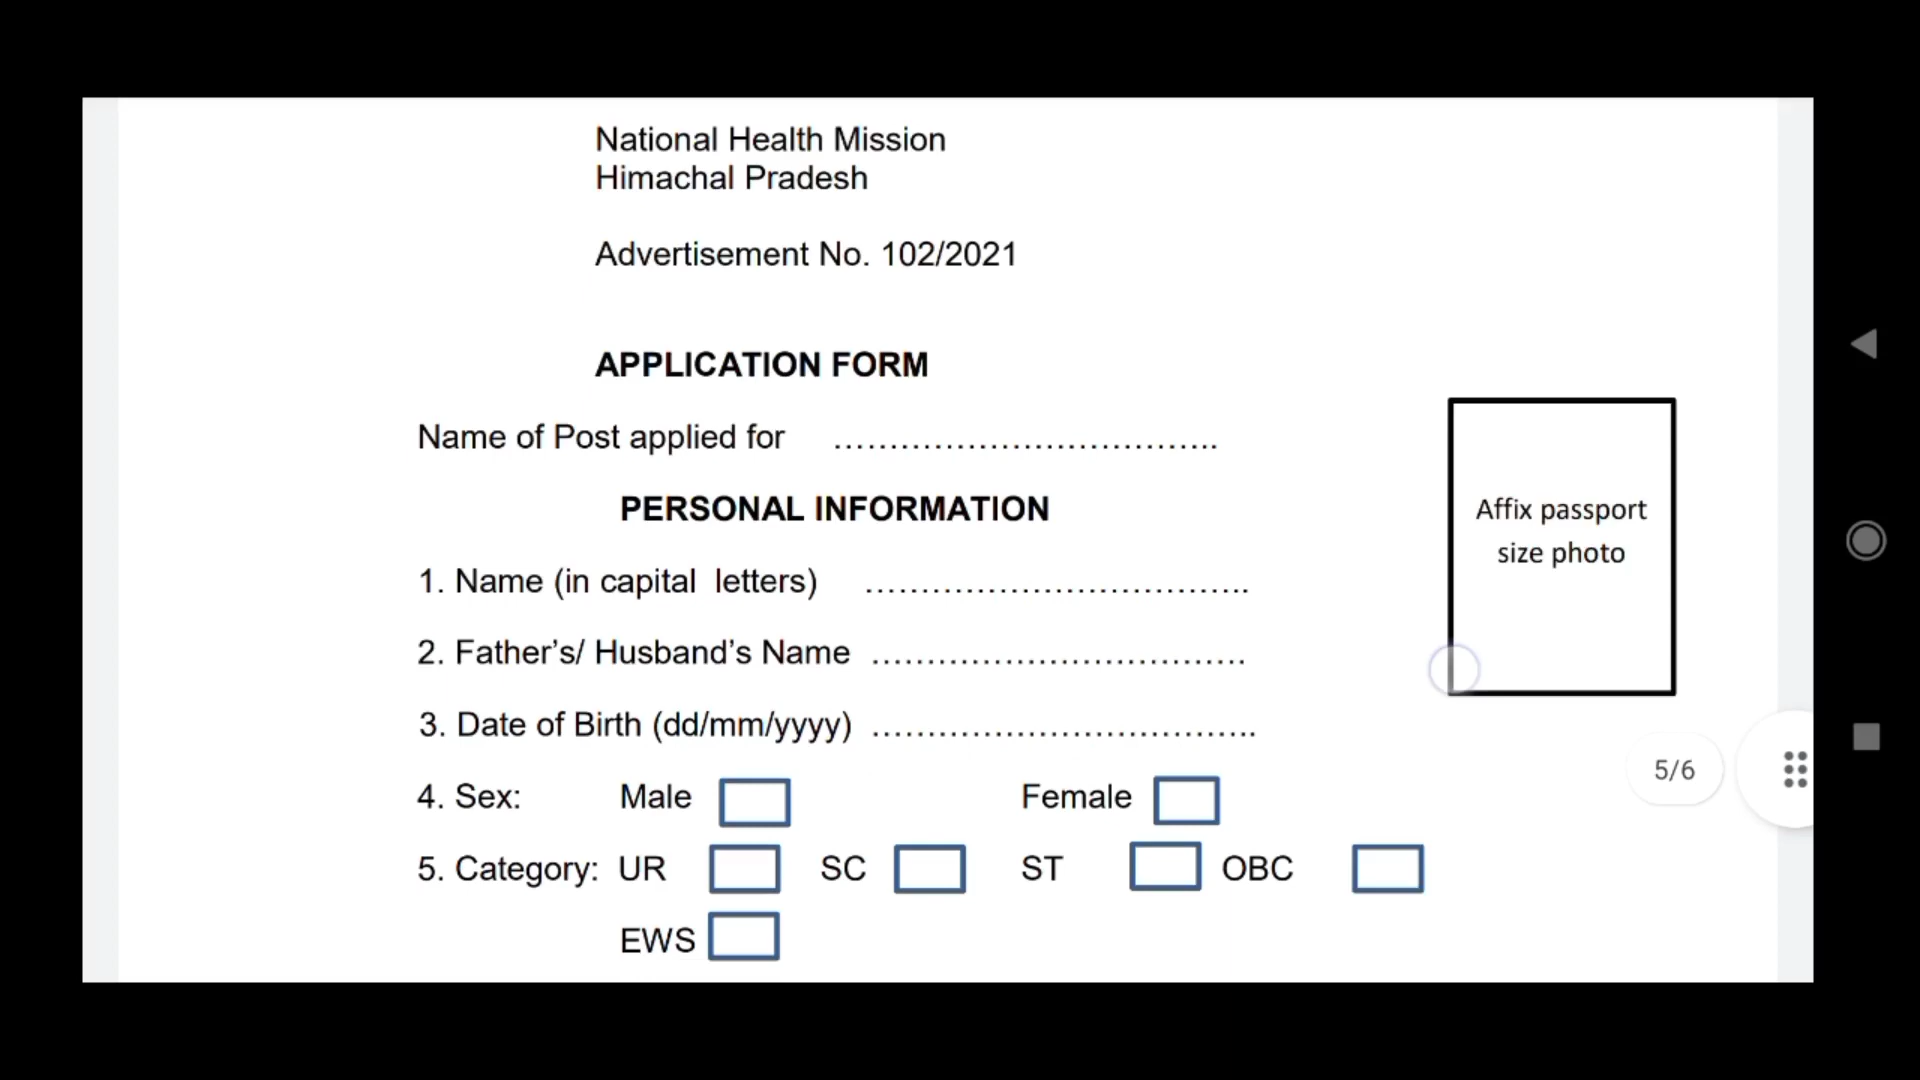 National Health Mission
Himachal Pradesh
Advertisement No. 102/2021
APPLICATION FORM
Name of Post applied for ……………………………..
PERSONAL INFORMATION
Affix passport
size photo
1. Name (in capital letters) ……………………………..
2. Father’s/ Husband’s Name …………………………….
3. Date of Birth (dd/mm/yyyy) ……………………………..
4. Sex: Male Female
5. Category: UR SC ST OBC
EWS
5/6